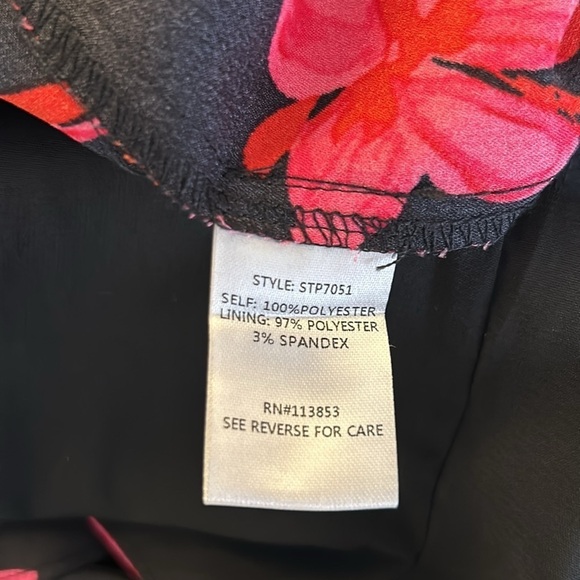 STYLE: STP7051
SELF: 100%POLYESTER
LINING: 97% POLYESTER
3% SPANDEX
RN#113853
SEE REVERSE FOR CARE